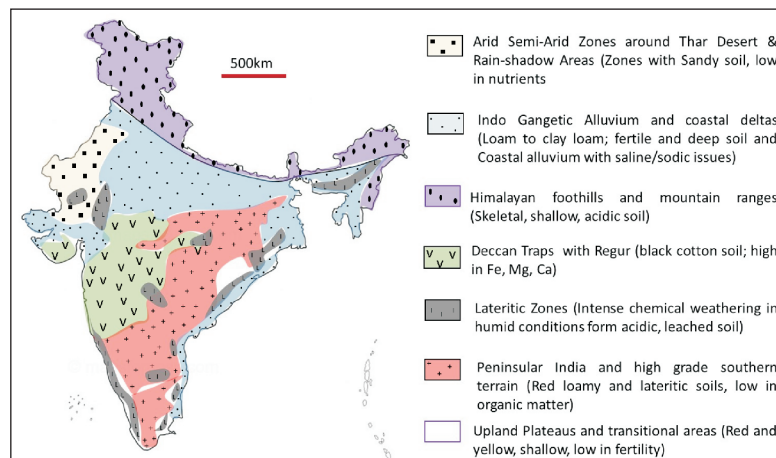 500km
Arid Semi-Arid Zones around Thar Desert &
Rain-shadow Areas (Zones with Sandy soil, low
in nutrients
Indo Gangetic Alluvium and coastal deltas
(Loam to clay loam; fertile and deep soil and
Coastal alluvium with saline/sodic issues)
Himalayan foothills and mountain ranges
(Skeletal, shallow, acidic soil)
Deccan Traps with Regur (black cotton soil; high
in Fe, Mg, Ca)
Lateritic Zones (Intense chemical weathering in
humid conditions form acidic, leached soil)
Peninsular India and high grade southern
terrain (Red loamy and lateritic soils, low in
organic matter)
Upland Plateaus and transitional areas (Red and
yellow, shallow, low in fertility)